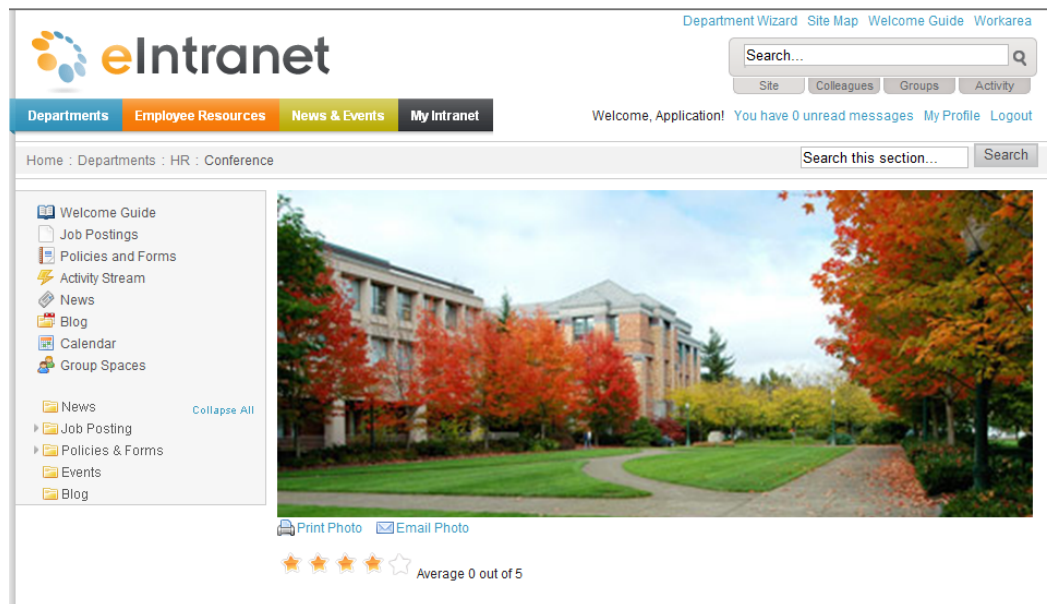 Department Wizard Site Map Welcome Guide Workarea
eIntranet
Search...
Site Colleagues Groups Activity
Departments Employee Resources News & Events My Intranet
Welcome, Application! You have 0 unread messages My Profile Logout
Home : Departments : HR : Conference
Search this section... Search
Welcome Guide
Job Postings
Policies and Forms
Activity Stream
News
Blog
Calendar
Group Spaces
News Collapse All
Job Posting
Policies & Forms
Events
Blog
Print Photo Email Photo
Average 0 out of 5